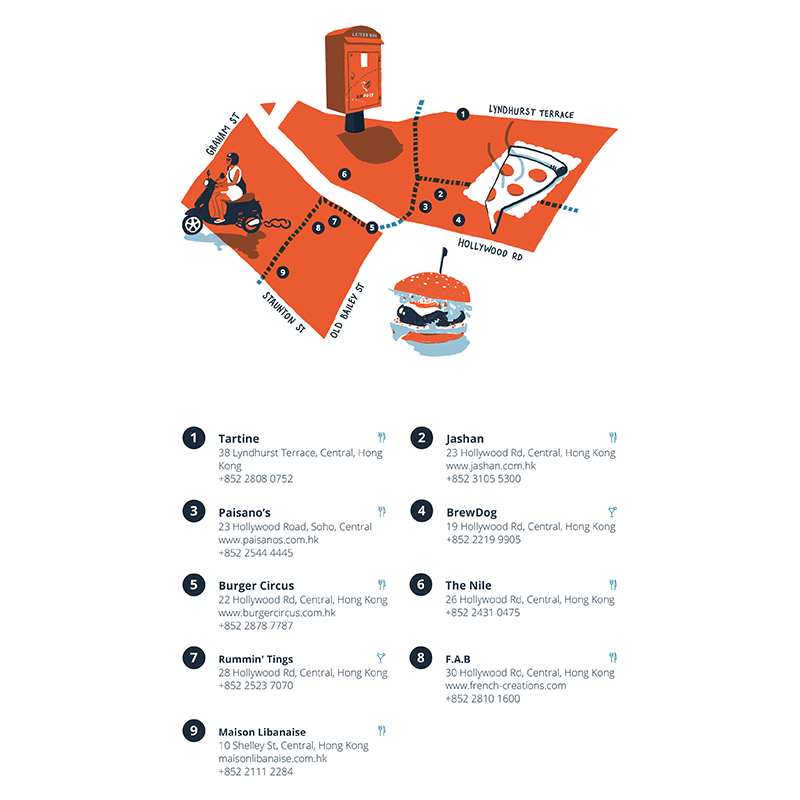 LETTER BOX
1
LYNDHURST TERRACE
GRAHAM ST
6
2
3
4
5
7
8
9
HOLLYWOOD RD
STAUNTON ST
OLD BAILEY ST
1 Tartine
38 Lyndhurst Terrace, Central, Hong
Kong
+852 2808 0752
2 Jashan
23 Hollywood Rd, Central, Hong Kong
www.jashan.com.hk
+852 3105 5300
3 Paisano’s
23 Hollywood Road, Soho, Central
www.paisanos.com.hk
+852 2544 4445
4 BrewDog
19 Hollywood Rd, Central, Hong Kong
+852 2219 9905
5 Burger Circus
22 Hollywood Rd, Central, Hong Kong
www.burgercircus.com.hk
+852 2878 7787
6 The Nile
26 Hollywood Rd, Central, Hong Kong
+852 2431 0475
7 Rummin' Tings
28 Hollywood Rd, Central, Hong Kong
+852 2523 7070
8 F.A.B
30 Hollywood Rd, Central, Hong Kong
www.french-creations.com
+852 2810 1600
9 Maison Libanaise
10 Shelley St, Central, Hong Kong
maisonlibanaise.com.hk
+852 2111 2284